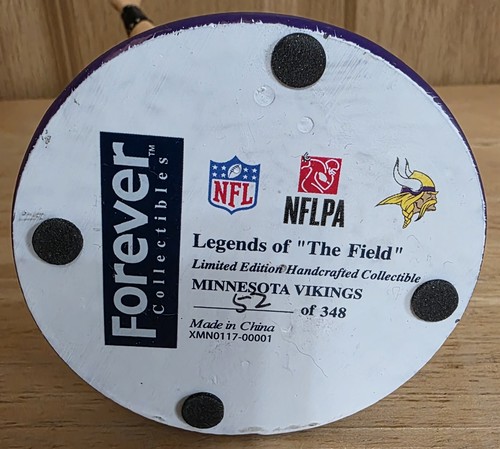 Forever™
Collectibles
NFL
NFLPA
Legends of "The Field"
Limited Edition Handcrafted Collectible
MINNESOTA VIKINGS
52 of 348
Made in China
XMN0117-00001